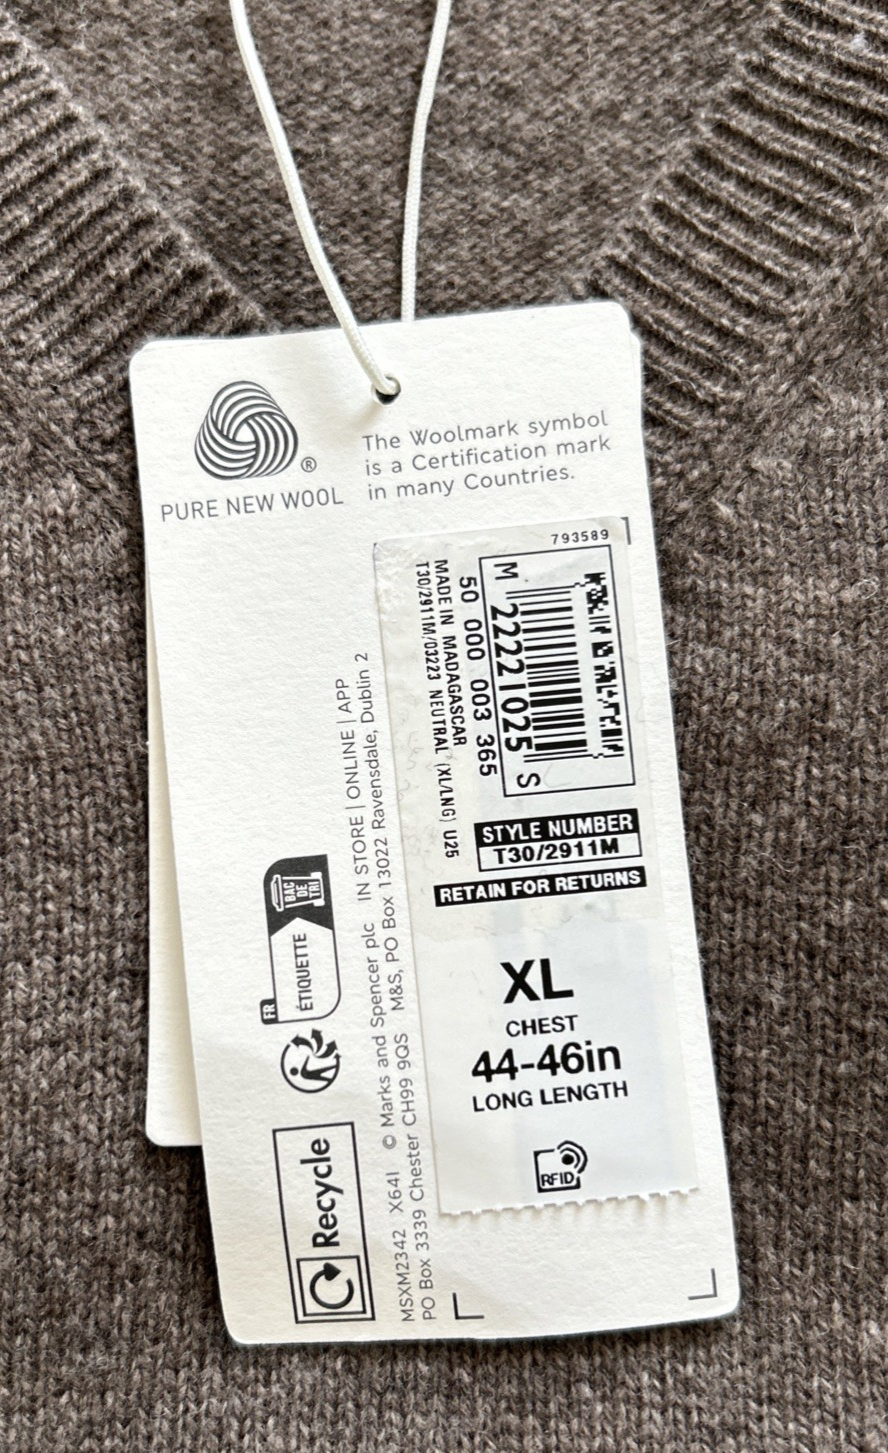 PURE NEW WOOL
®
The Woolmark symbol
is a Certification mark
in many Countries.
793589
M 22221025 S
50 000 003 365
MADE IN MADAGASCAR
T30/2911M/03223 NEUTRAL (XL/LNG) U25
STYLE NUMBER
T30/2911M
RETAIN FOR RETURNS
XL
CHEST
44-46in
LONG LENGTH
RFID
FR
ÉTIQUETTE
BAC
DE
TRI
Recycle
IN STORE | ONLINE | APP
MSXM2342 X64I © Marks and Spencer plc
PO Box 3339 Chester CH99 9QS M&S, PO Box 13022 Ravensdale, Dublin 2